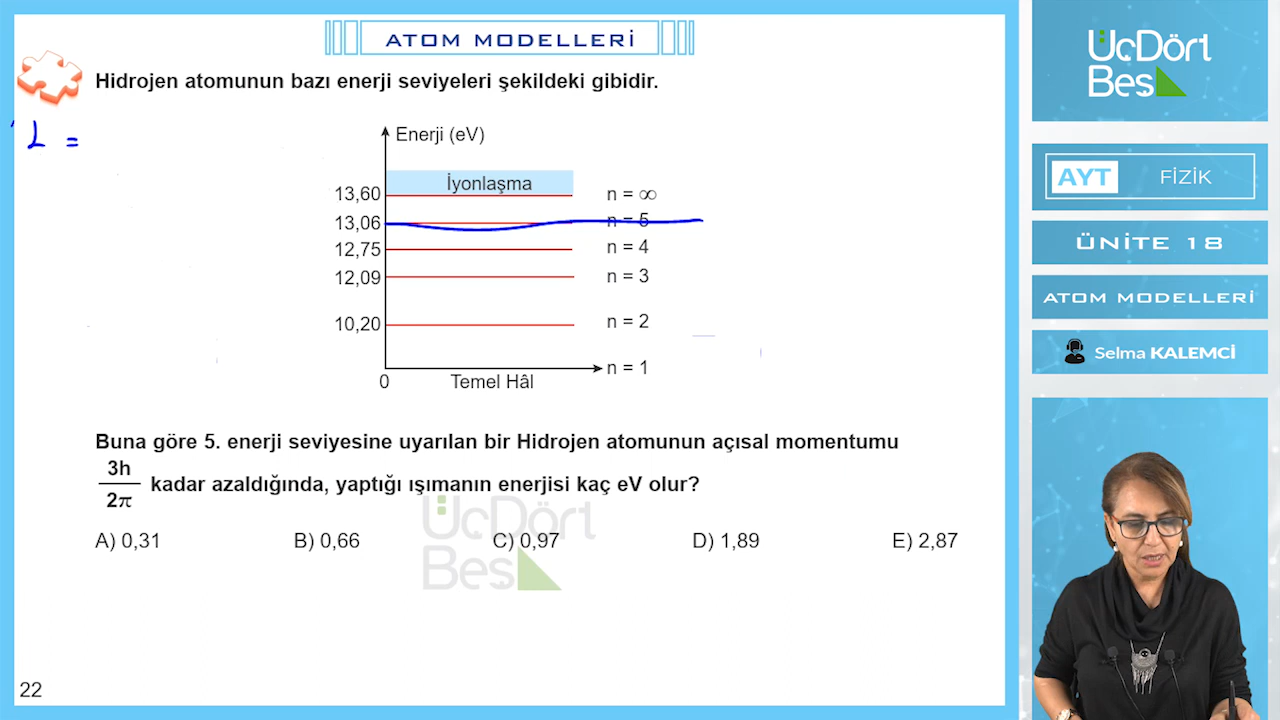 ATOM MODELLERİ
Hidrojen atomunun bazı enerji seviyeleri şekildeki gibidir.
L =
Enerji (eV)
İyonlaşma
13,60 n = ∞
13,06 n = 5
12,75 n = 4
12,09 n = 3
10,20 n = 2
n = 1
0 Temel Hâl
Buna göre 5. enerji seviyesine uyarılan bir Hidrojen atomunun açısal momentumu
3h/2π kadar azaldığında, yaptığı ışımanın enerjisi kaç eV olur?
A) 0,31 B) 0,66 C) 0,97 D) 1,89 E) 2,87
ÜçDört
Beş
22
ÜçDört
Beş
AYT FİZİK
ÜNİTE 18
ATOM MODELLERİ
Selma KALEMCİ